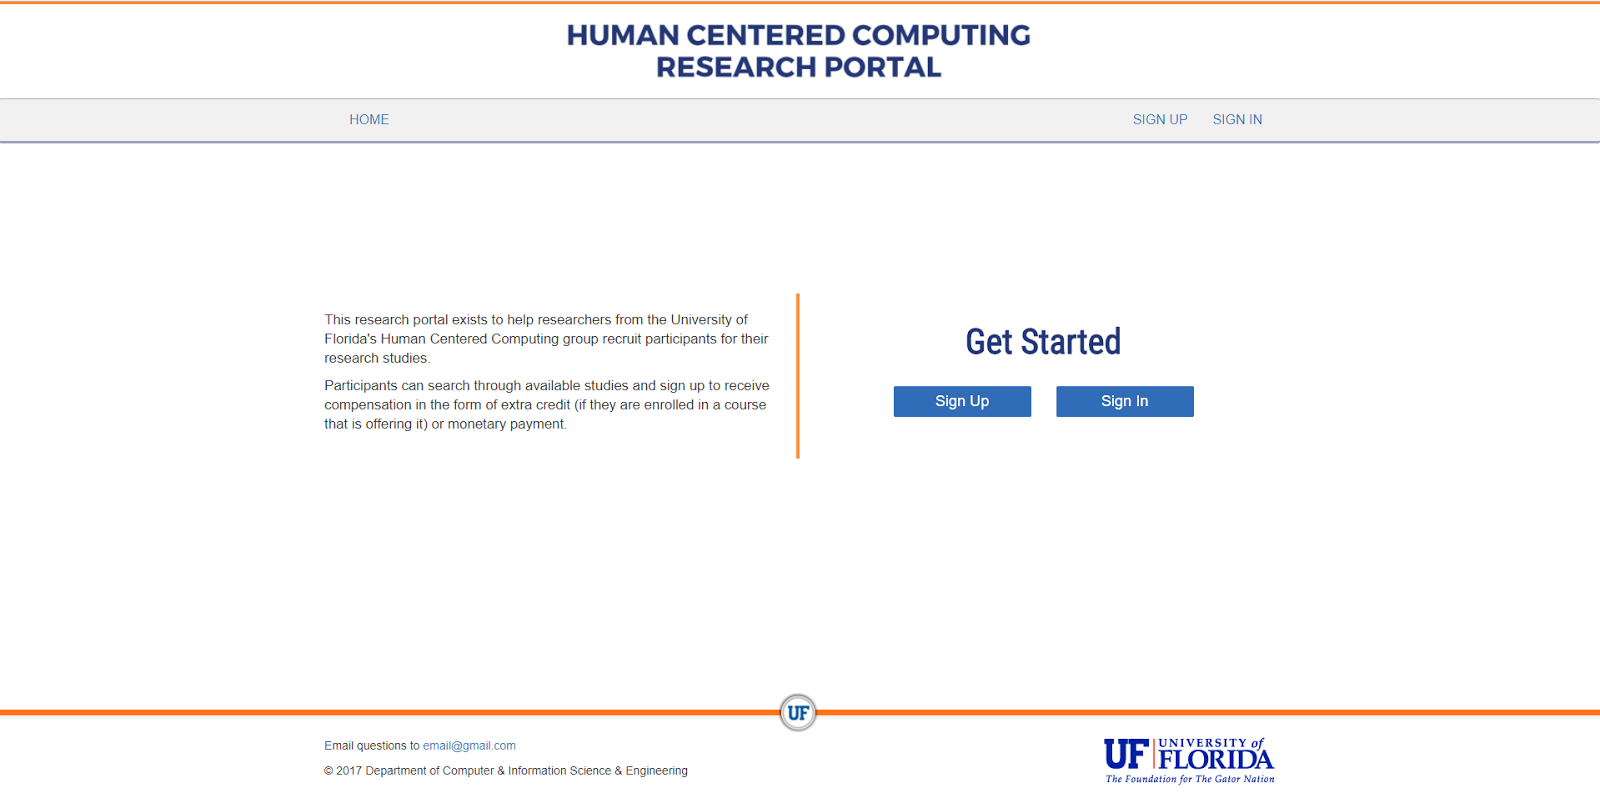 HUMAN CENTERED COMPUTING
RESEARCH PORTAL
HOME
SIGN UP
SIGN IN
This research portal exists to help researchers from the University of
Florida's Human Centered Computing group recruit participants for their
research studies.
Participants can search through available studies and sign up to receive
compensation in the form of extra credit (if they are enrolled in a course
that is offering it) or monetary payment.
Get Started
Sign Up
Sign In
UF
Email questions to email@gmail.com
© 2017 Department of Computer & Information Science & Engineering
UF
UNIVERSITY of
FLORIDA
The Foundation for The Gator Nation